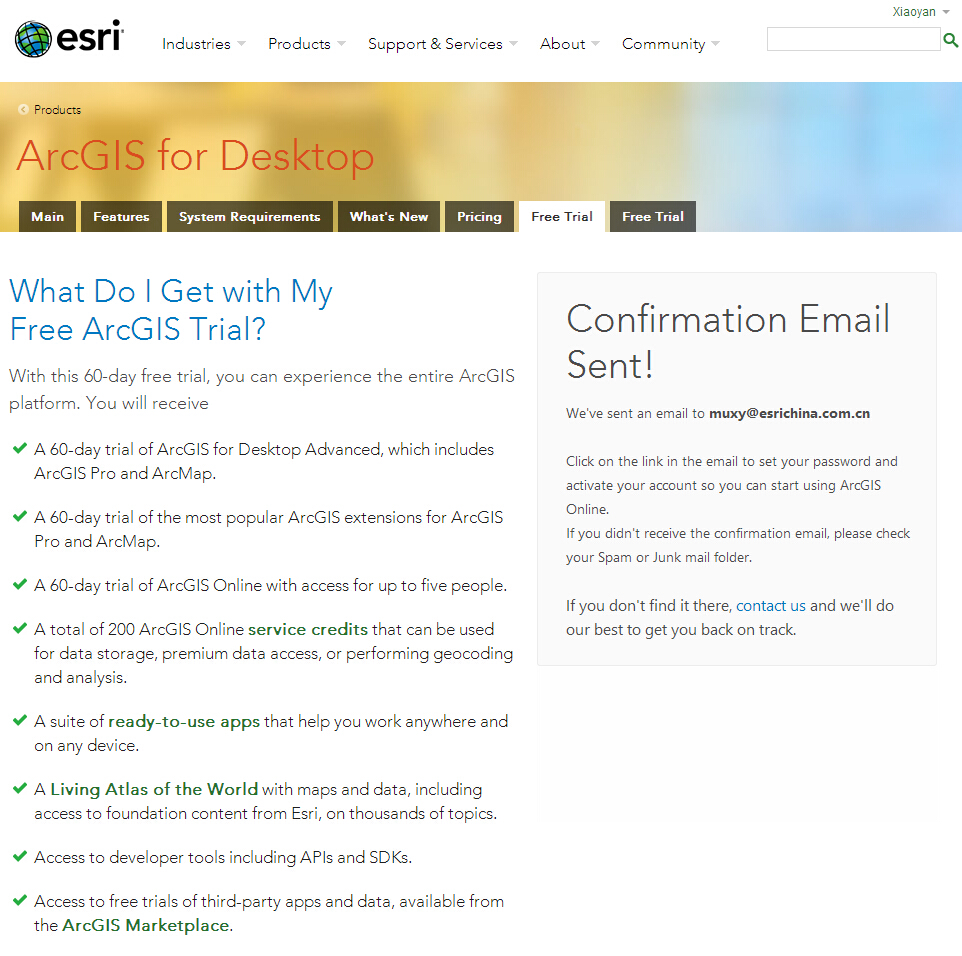 Xiaoyan
esri
Industries Products Support & Services About Community
Products
ArcGIS for Desktop
Main Features System Requirements What's New Pricing Free Trial Free Trial
What Do I Get with My
Free ArcGIS Trial?
With this 60-day free trial, you can experience the entire ArcGIS
platform. You will receive
A 60-day trial of ArcGIS for Desktop Advanced, which includes
ArcGIS Pro and ArcMap.
A 60-day trial of the most popular ArcGIS extensions for ArcGIS
Pro and ArcMap.
A 60-day trial of ArcGIS Online with access for up to five people.
A total of 200 ArcGIS Online service credits that can be used
for data storage, premium data access, or performing geocoding
and analysis.
A suite of ready-to-use apps that help you work anywhere and
on any device.
A Living Atlas of the World with maps and data, including
access to foundation content from Esri, on thousands of topics.
Access to developer tools including APIs and SDKs.
Access to free trials of third-party apps and data, available from
the ArcGIS Marketplace.
Confirmation Email
Sent!
We've sent an email to muxy@esrichina.com.cn
Click on the link in the email to set your password and
activate your account so you can start using ArcGIS
Online.
If you didn't receive the confirmation email, please check
your Spam or Junk mail folder.
If you don't find it there, contact us and we'll do
our best to get you back on track.